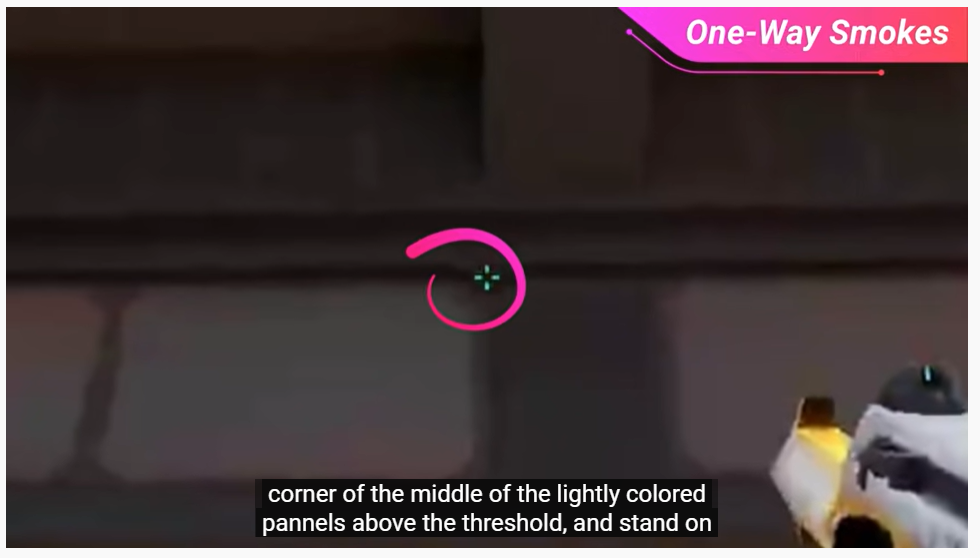 One-Way Smokes
corner of the middle of the lightly colored
pannels above the threshold, and stand on